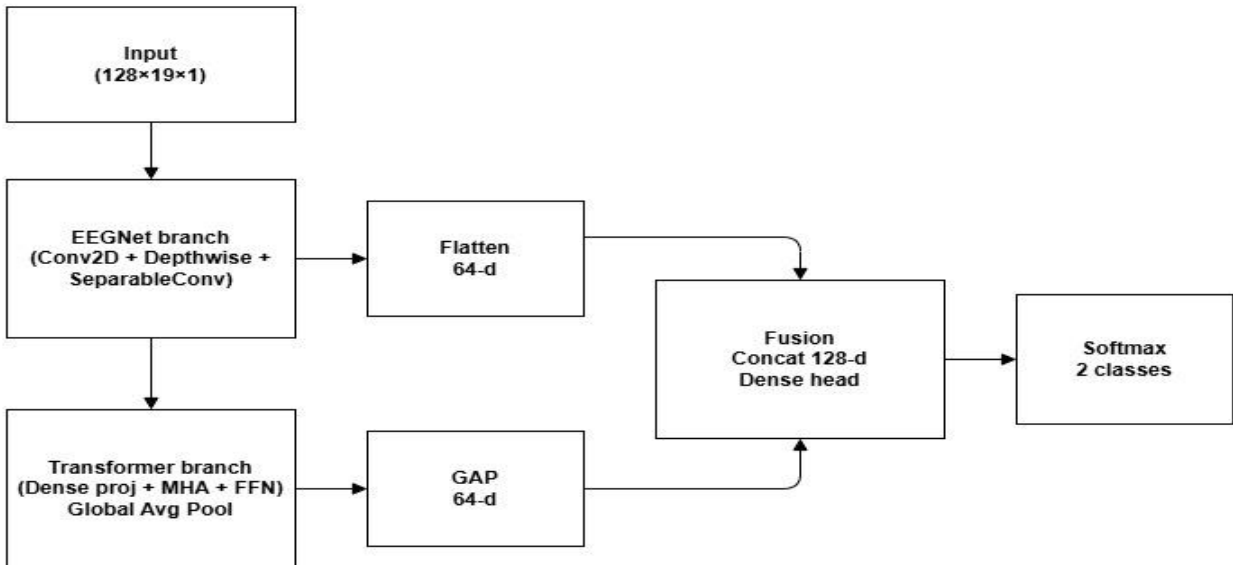 Input
(128×19×1)
EEGNet branch
(Conv2D + Depthwise +
SeparableConv)
Flatten
64-d
Fusion
Concat 128-d
Dense head
Softmax
2 classes
Transformer branch
(Dense proj + MHA + FFN)
Global Avg Pool
GAP
64-d